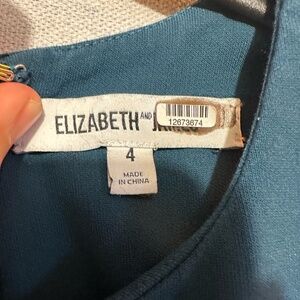 ELIZABETH AND
12673674
4
MADE
IN CHINA